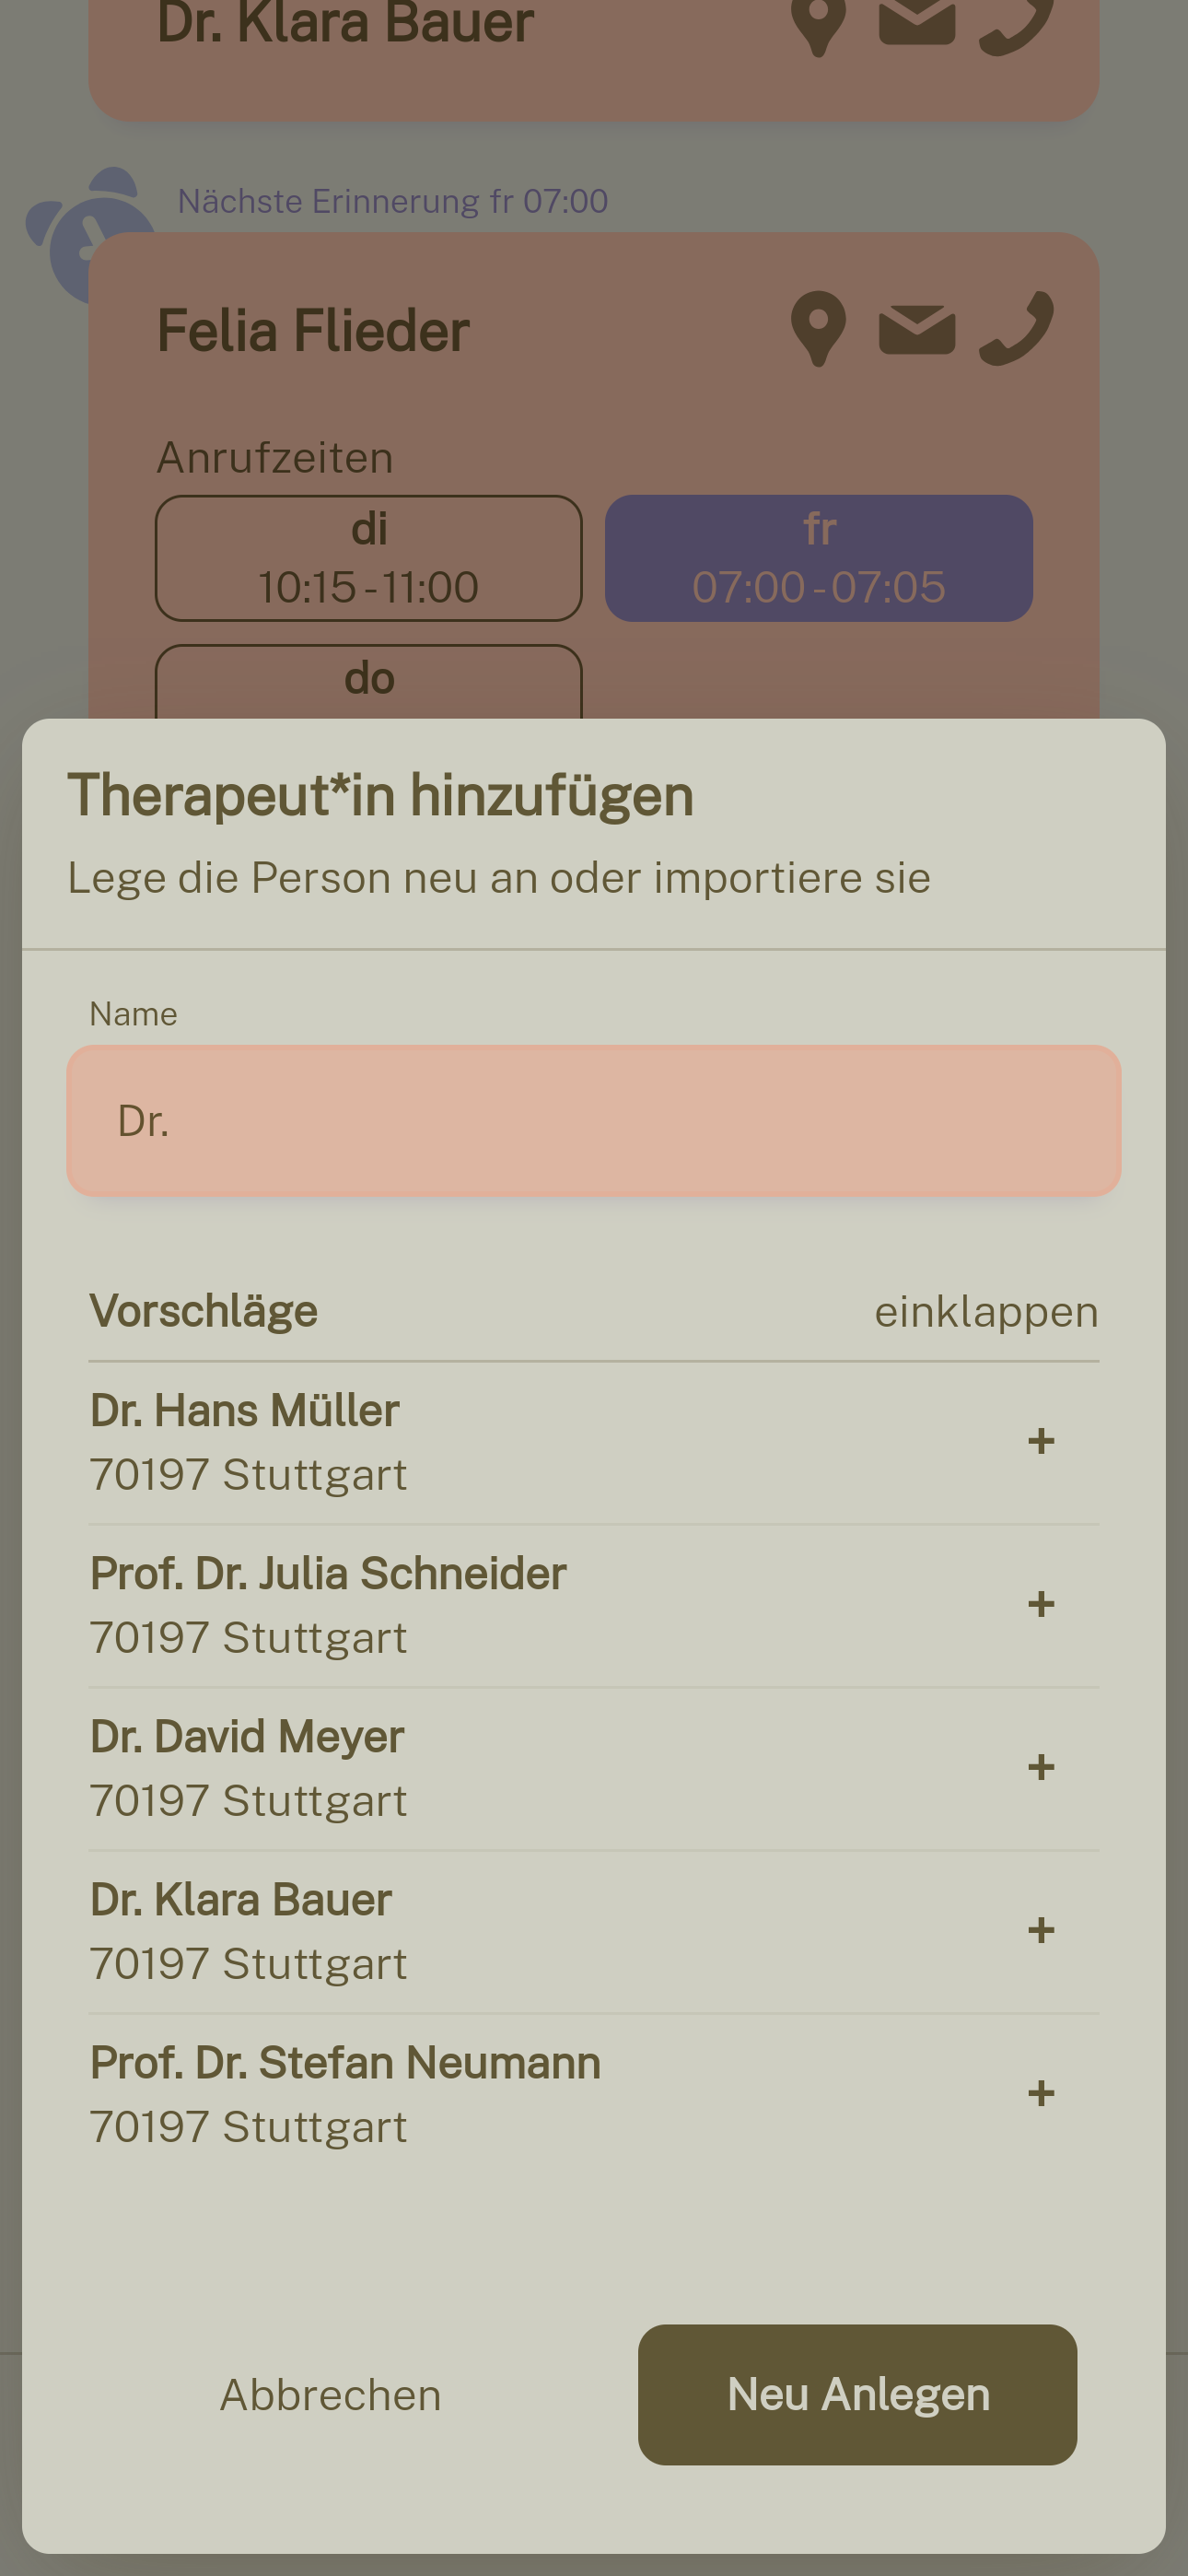 Dr. Klara Bauer
Nächste Erinnerung fr 07:00
Felia Flieder
Anrufzeiten
di
10:15 - 11:00
fr
07:00 - 07:05
do
Therapeut*in hinzufügen
Lege die Person neu an oder importiere sie
Name
Dr.
Vorschläge einklappen
Dr. Hans Müller
70197 Stuttgart
+
Prof. Dr. Julia Schneider
70197 Stuttgart
+
Dr. David Meyer
70197 Stuttgart
+
Dr. Klara Bauer
70197 Stuttgart
+
Prof. Dr. Stefan Neumann
70197 Stuttgart
+
Abbrechen Neu Anlegen